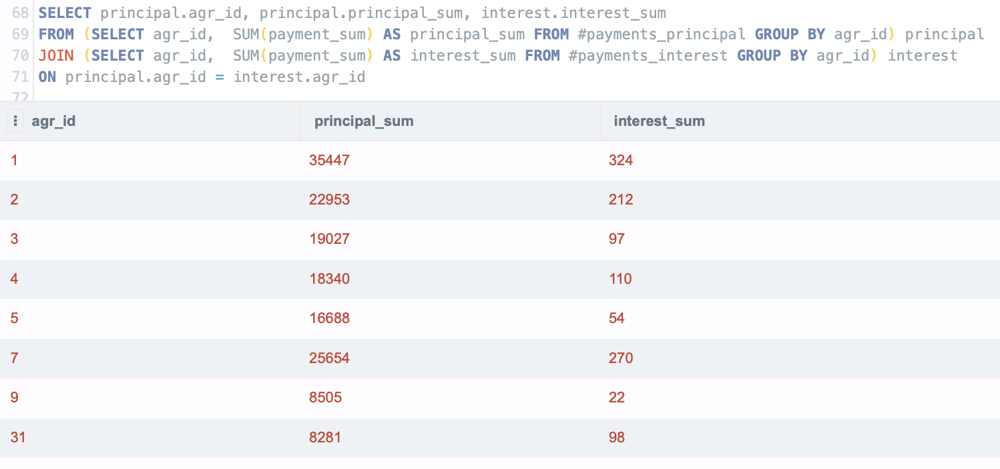 68 SELECT principal.agr_id, principal.principal_sum, interest.interest_sum
69 FROM (SELECT agr_id,  SUM(payment_sum) AS principal_sum FROM #payments_principal GROUP BY agr_id) principal
70 JOIN (SELECT agr_id,  SUM(payment_sum) AS interest_sum FROM #payments_interest GROUP BY agr_id) interest
71 ON principal.agr_id = interest.agr_id
72
agr_id principal_sum interest_sum
1 35447 324
2 22953 212
3 19027 97
4 18340 110
5 16688 54
7 25654 270
9 8505 22
31 8281 98